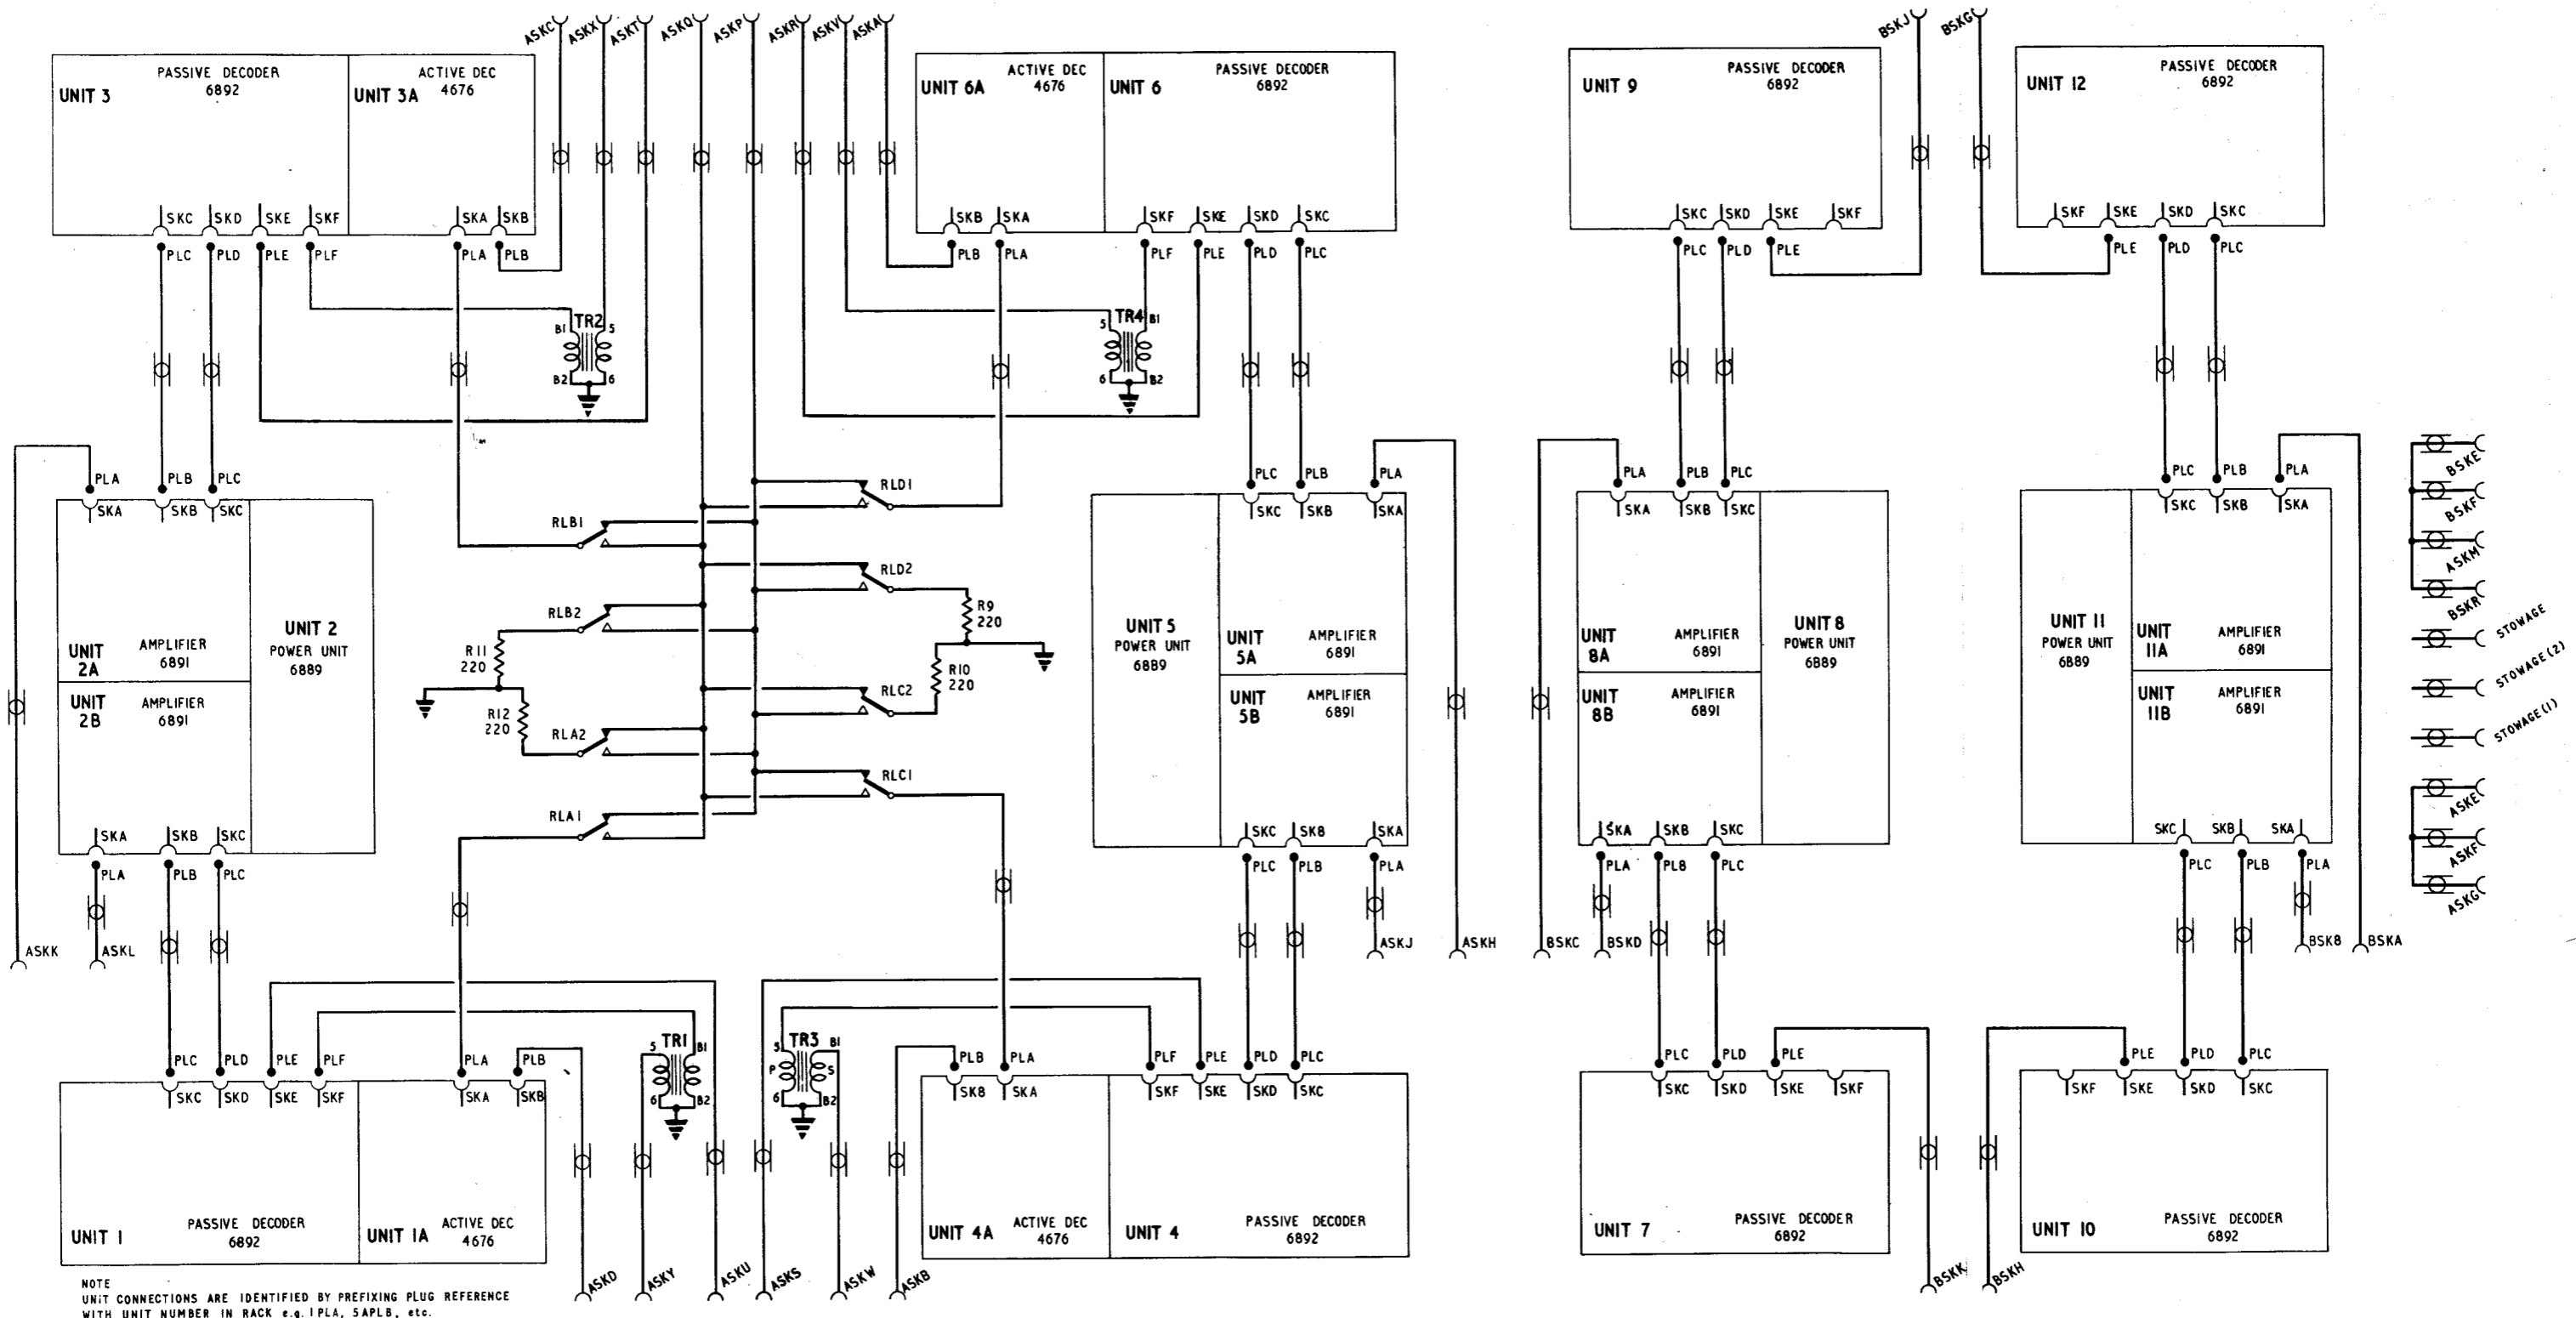 ASKC ASKX ASKT ASKQ ASKP ASKR ASKV ASKA BSKJ BSKG
UNIT 3
PASSIVE DECODER
6892
UNIT 3A
ACTIVE DEC
4676
SKC SKD SKE SKF SKA SKB
PLC PLD PLE PLF PLA PLB
UNIT 6A
ACTIVE DEC
4676
UNIT 6
PASSIVE DECODER
6892
SKB SKA SKF SKE SKD SKC
PLB PLA PLF PLE PLD PLC
UNIT 9
PASSIVE DECODER
6892
SKC SKD SKE SKF
PLC PLD PLE
UNIT 12
PASSIVE DECODER
6892
SKF SKE SKD SKC
PLE PLD PLC
B1 TR2 5
B2 6
5 TR4 B1
6 B2
PLA PLB PLC
SKA SKB SKC
UNIT 2A
AMPLIFIER
6891
UNIT 2B
AMPLIFIER
6891
UNIT 2
POWER UNIT
6889
SKA SKB SKC
PLA PLB PLC
ASKK ASKL
RLD1
RLB1
RLD2
RLB2
R9
220
R11
220
R10
220
RLC2
R12
220
RLA2
RLC1
RLA1
PLC PLB PLA
SKC SKB SKA
UNIT 5
POWER UNIT
68B9
UNIT 5A
AMPLIFIER
6891
UNIT 5B
AMPLIFIER
6891
SKC SK8 SKA
PLC PLB PLA
ASKJ ASKH
PLA PLB PLC
SKA SKB SKC
UNIT 8A
AMPLIFIER
6891
UNIT 8B
AMPLIFIER
6891
UNIT 8
POWER UNIT
6B89
SKA SKB SKC
PLA PL8 PLC
BSKC BSKD
PLC PLB PLA
SKC SKB SKA
UNIT 11
POWER UNIT
6B89
UNIT 11A
AMPLIFIER
6891
UNIT 11B
AMPLIFIER
6891
SKC SKB SKA
PLC PLB PLA
BSK8 BSKA
BSKE
BSKF
ASKM
BSKR
STOWAGE
STOWAGE (2)
STOWAGE (1)
ASKE
ASKF
ASKG
PLC PLD PLE PLF PLA PLB
SKC SKD SKE SKF SKA SKB
UNIT 1
PASSIVE DECODER
6892
UNIT 1A
ACTIVE DEC
4676
5 TR1 B1
6 B2
5 TR3 B1
P S
6 B2
PLB PLA PLF PLE PLD PLC
SK8 SKA SKF SKE SKD SKC
UNIT 4A
ACTIVE DEC
4676
UNIT 4
PASSIVE DECODER
6892
PLC PLD PLE
SKC SKD SKE SKF
UNIT 7
PASSIVE DECODER
6892
PLE PLD PLC
SKF SKE SKD SKC
UNIT 10
PASSIVE DECODER
6892
ASKD ASKY ASKU ASKS ASKW ASKB BSKK BSKH
NOTE
UNIT CONNECTIONS ARE IDENTIFIED BY PREFIXING PLUG REFERENCE
WITH UNIT NUMBER IN RACK e.g. 1PLA, 5APLB, etc.